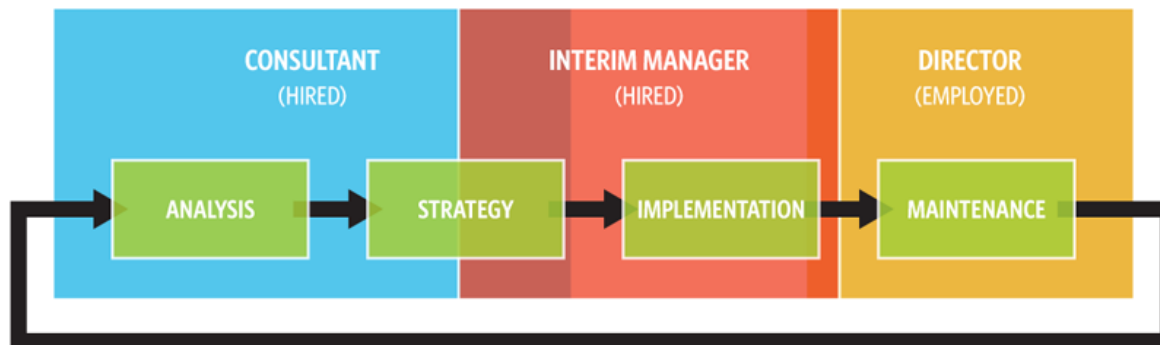 CONSULTANT
(HIRED)
INTERIM MANAGER
(HIRED)
DIRECTOR
(EMPLOYED)
ANALYSIS
STRATEGY
IMPLEMENTATION
MAINTENANCE